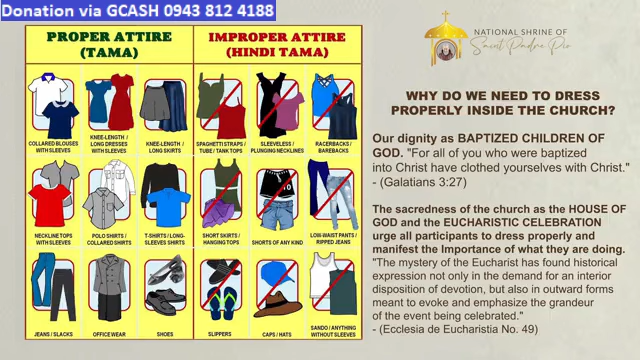 Donation via GCASH 0943 812 4188
PROPER ATTIRE
(TAMA)
IMPROPER ATTIRE
(HINDI TAMA)
COLLARED BLOUSES
WITH SLEEVES
KNEE-LENGTH /
LONG DRESSES
WITH SLEEVES
KNEE-LENGTH /
LONG SKIRTS
SPAGHETTI STRAPS /
TUBE / TANK TOPS
SLEEVELESS /
PLUNGING NECKLINES
RACERBACKS /
BAREBACKS
NECKLINE TOPS
WITH SLEEVES
POLO SHIRTS /
COLLARED SHIRTS
T-SHIRTS / LONG-
SLEEVES SHIRTS
SHORT SKIRTS /
HANGING TOPS
SHORTS OF ANY KIND
LOW-WAIST PANTS /
RIPPED JEANS
JEANS / SLACKS
OFFICE WEAR
SHOES
SLIPPERS
CAPS / HATS
SANDO / ANYTHING
WITHOUT SLEEVES
NATIONAL SHRINE OF
Saint Padre Pio
WHY DO WE NEED TO DRESS
PROPERLY INSIDE THE CHURCH?
Our dignity as BAPTIZED CHILDREN OF
GOD. "For all of you who were baptized
into Christ have clothed yourselves with Christ."
- (Galatians 3:27)
The sacredness of the church as the HOUSE OF
GOD and the EUCHARISTIC CELEBRATION
urge all participants to dress properly and
manifest the importance of what they are doing.
"The mystery of the Eucharist has found historical
expression not only in the demand for an interior
disposition of devotion, but also in outward forms
meant to evoke and emphasize the grandeur
of the event being celebrated."
- (Ecclesia de Eucharistia No. 49)